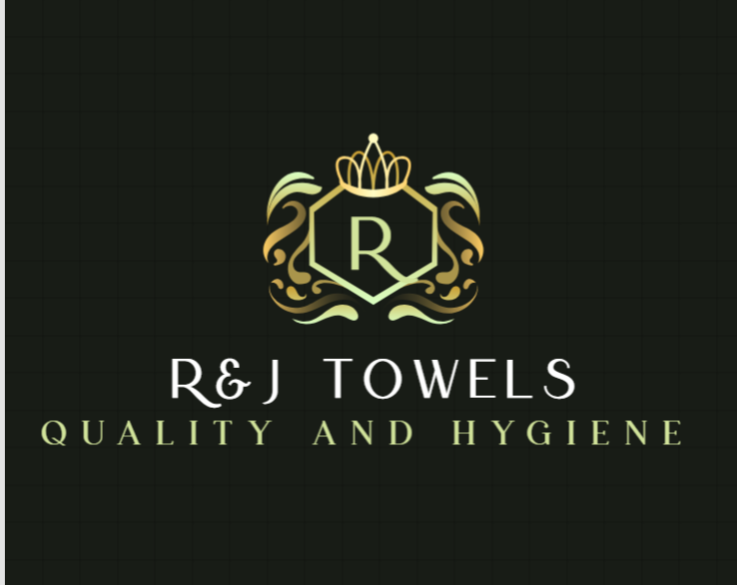 R
R&J TOWELS
QUALITY AND HYGIENE